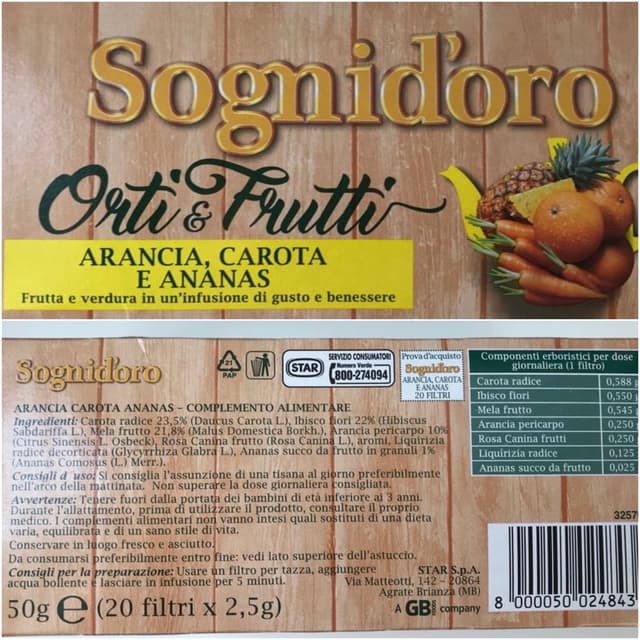 Sognid'oro
Orti & Frutti
ARANCIA, CAROTA
E ANANAS
Frutta e verdura in un'infusione di gusto e benessere
Sognid'oro
21
PAP
STAR
SERVIZIO CONSUMATORI
Numero Verde
800-274094
Prova d'acquisto
Sognid'oro
ARANCIA, CAROTA
E ANANAS
20 FILTRI
ARANCIA CAROTA ANANAS – COMPLEMENTO ALIMENTARE
Ingredienti: Carota radice 23,5% (Daucus Carota L.), Ibisco fiori 22% (Hibiscus
Sabdariffa L.), Mela frutto 21,8% (Malus Domestica Borkh.), Arancia pericarpo 10%
(Citrus Sinensis L. Osbeck), Rosa Canina frutto (Rosa Canina L.), aromi, Liquirizia
radice decorticata (Glycyrrhiza Glabra L.), Ananas succo da frutto in granuli 1%
(Ananas Comosus (L.) Merr.).
Consigli d'uso: Si consiglia l'assunzione di una tisana al giorno preferibilmente
nell'arco della mattinata. Non superare la dose giornaliera consigliata.
Avvertenze: Tenere fuori dalla portata dei bambini di età inferiore ai 3 anni.
Durante l'allattamento, prima di utilizzare il prodotto, consultare il proprio
medico. I complementi alimentari non vanno intesi quali sostituti di una dieta
varia, equilibrata e di un sano stile di vita.
Conservare in luogo fresco e asciutto.
Da consumarsi preferibilmente entro fine: vedi lato superiore dell'astuccio.
Consigli per la preparazione: Usare un filtro per tazza, aggiungere
acqua bollente e lasciare in infusione per 5 minuti.
50g e (20 filtri x 2,5g)
STAR S.p.A.
Via Matteotti, 142 – 20864
Agrate Brianza (MB)
A GB foods company
Componenti erboristici per dose
giornaliera (1 filtro)
Carota radice 0,588 g
Ibisco fiori 0,550
Mela frutto 0,545
Arancia pericarpo 0,250
Rosa Canina frutti 0,250
Liquirizia radice 0,125
Ananas succo da frutto 0,025
3257
8 000050 024843